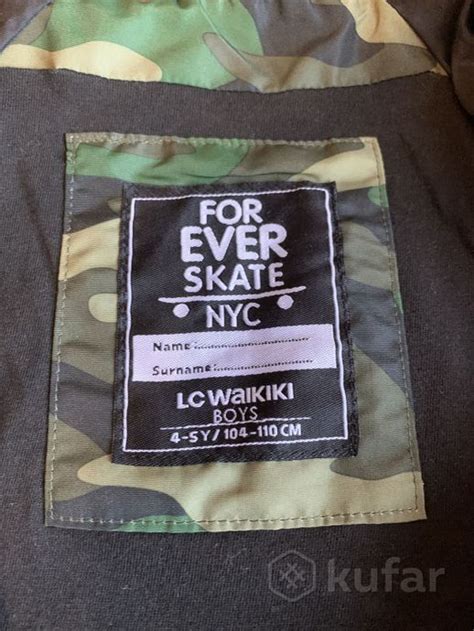 FOR
EVER
SKATE
NYC
Name:..................
Surname:..................
LC WAIKIKI
BOYS
4-5Y/104-110 CM
kufar